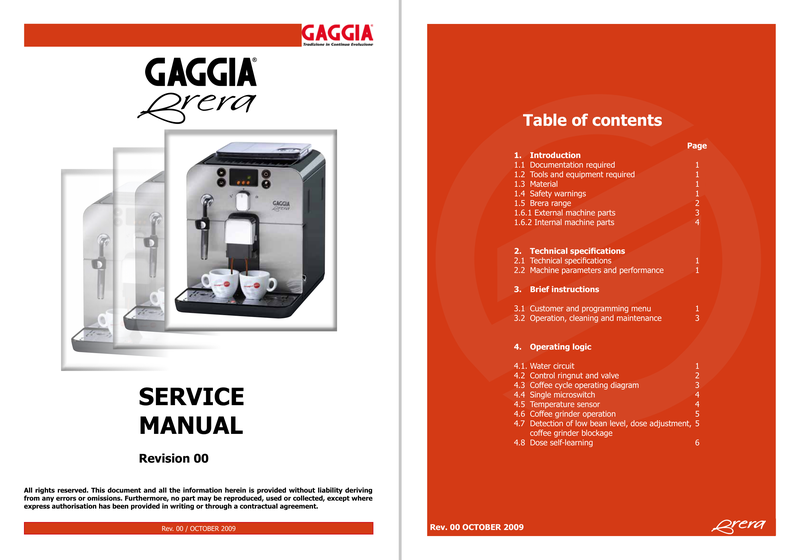 GAGGIA®
Tradizione in Continua Evoluzione
GAGGIA®
Brera
GAGGIA
Brera
SERVICE
MANUAL
Revision 00
All rights reserved. This document and all the information herein is provided without liability deriving
from any errors or omissions. Furthermore, no part may be reproduced, used or collected, except where
express authorisation has been provided in writing or through a contractual agreement.
Rev. 00 / OCTOBER 2009
Table of contents
Page
1. Introduction
1.1 Documentation required 1
1.2 Tools and equipment required 1
1.3 Material 1
1.4 Safety warnings 1
1.5 Brera range 2
1.6.1 External machine parts 3
1.6.2 Internal machine parts 4
2. Technical specifications
2.1 Technical specifications 1
2.2 Machine parameters and performance 1
3. Brief instructions
3.1 Customer and programming menu 1
3.2 Operation, cleaning and maintenance 3
4. Operating logic
4.1. Water circuit 1
4.2 Control ringnut and valve 2
4.3 Coffee cycle operating diagram 3
4.4 Single microswitch 4
4.5 Temperature sensor 4
4.6 Coffee grinder operation 5
4.7 Detection of low bean level, dose adjustment, 5
coffee grinder blockage
4.8 Dose self-learning 6
Rev. 00 OCTOBER 2009
Brera